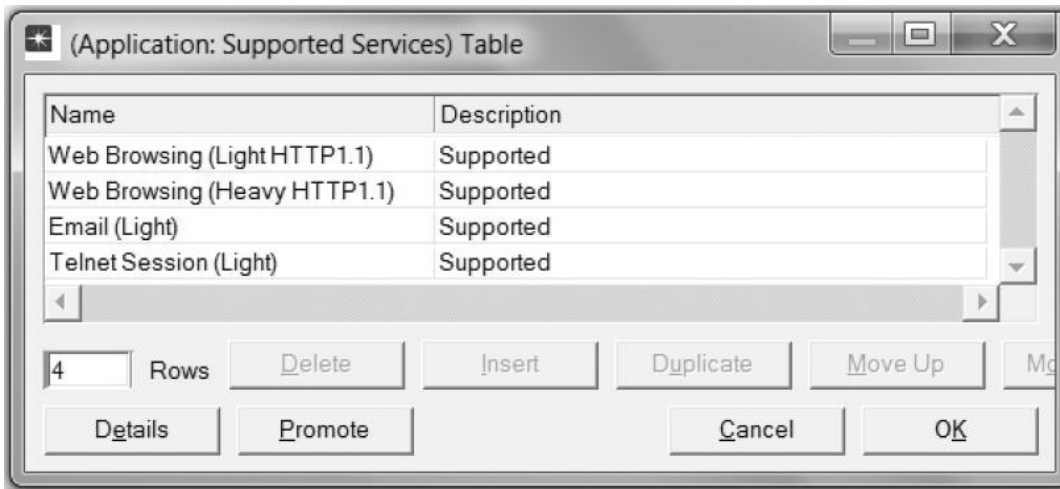 (Application: Supported Services) Table
Name Description
Web Browsing (Light HTTP1.1) Supported
Web Browsing (Heavy HTTP1.1) Supported
Email (Light) Supported
Telnet Session (Light) Supported
4 Rows Delete Insert Duplicate Move Up
Details Promote Cancel OK